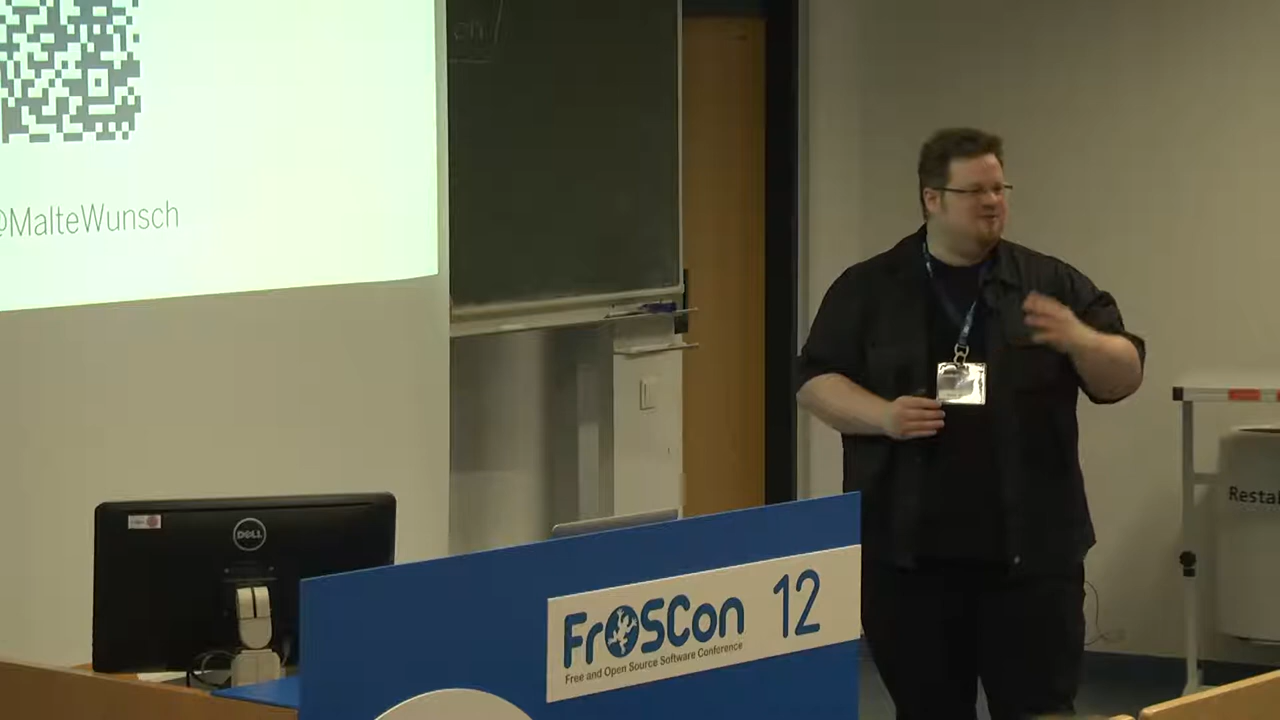 @MalteWunsch
DELL
FrOSCon 12
Free and Open Source Software Conference
Resta